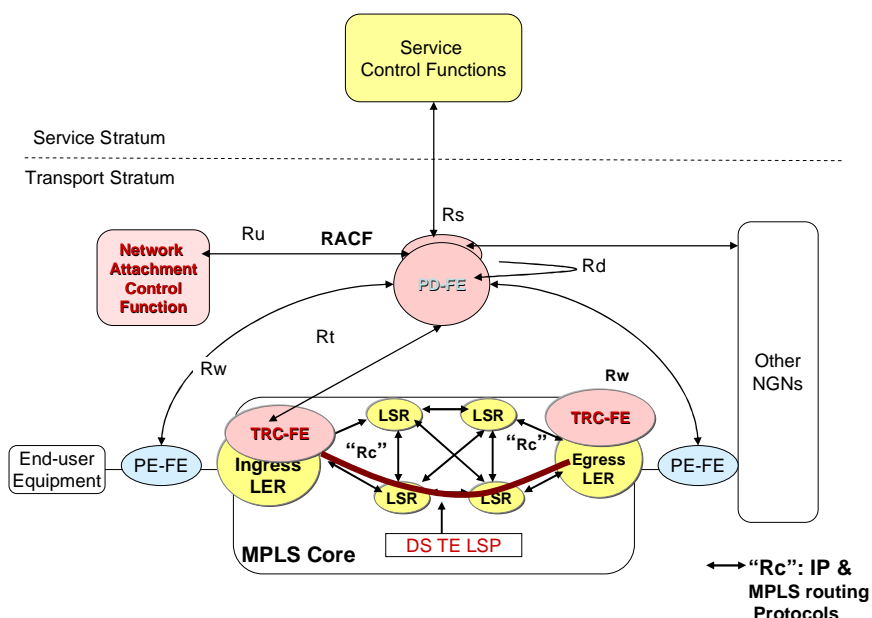 Service
Control Functions
Service Stratum
Transport Stratum
Ru
RACF
Rs
Network
Attachment
Control
Function
PD-FE
Rd
Rt
Rw
Rw
Other
NGNs
TRC-FE
LSR
LSR
TRC-FE
“Rc”
“Rc”
End-user
Equipment
PE-FE
Ingress
LER
LSR
LSR
Egress
LER
PE-FE
DS TE LSP
MPLS Core
“Rc”: IP &
MPLS routing
Protocols